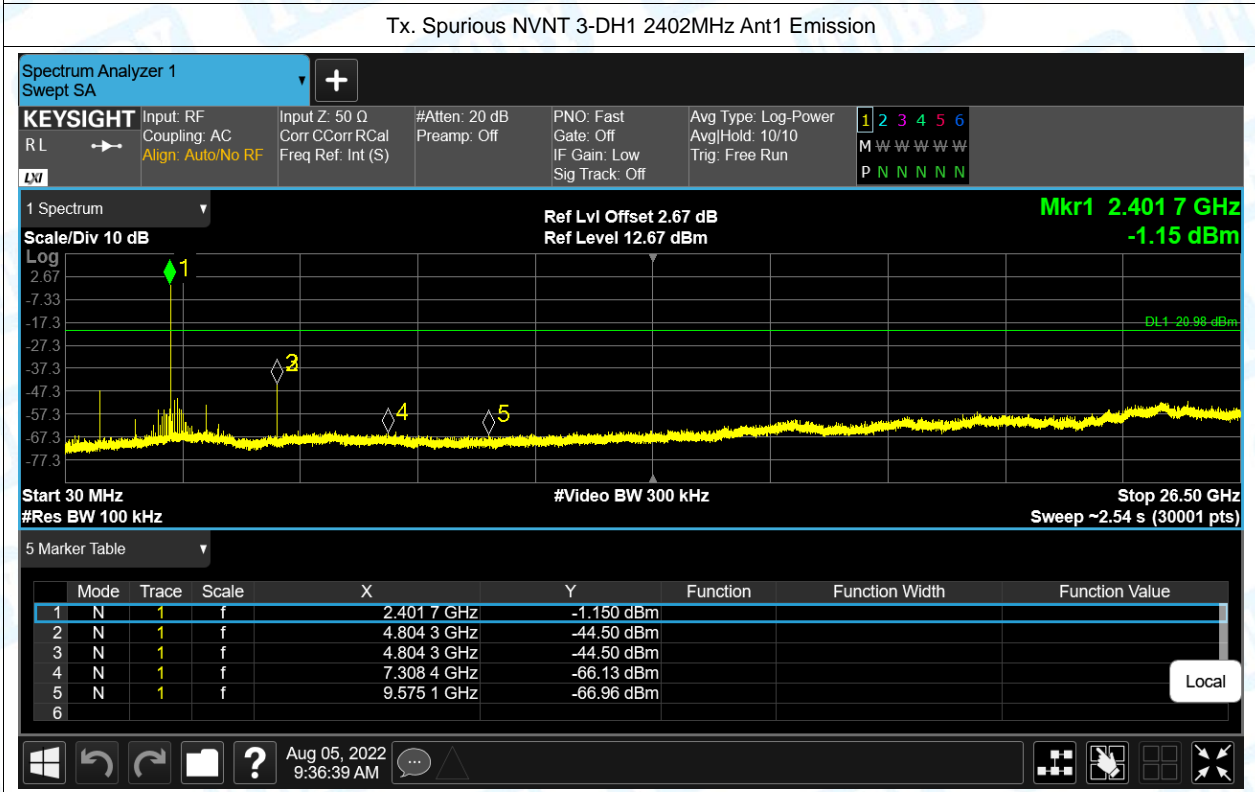 Tx. Spurious NVNT 3-DH1 2402MHz Ant1 Emission
Spectrum Analyzer 1
Swept SA
KEYSIGHT Input: RF Input Z: 50 Ω #Atten: 20 dB PNO: Fast Avg Type: Log-Power 1 2 3 4 5 6
RL Coupling: AC Corr CCorr RCal Preamp: Off Gate: Off Avg|Hold: 10/10 M W W W W W
Align: Auto/No RF Freq Ref: Int (S) IF Gain: Low Trig: Free Run
LXI Sig Track: Off P N N N N N
1 Spectrum Ref Lvl Offset 2.67 dB Mkr1 2.401 7 GHz
Scale/Div 10 dB Ref Level 12.67 dBm -1.15 dBm
Log
1
2.67
-7.33
-17.3 DL1 -20.98 dBm
-27.3
-37.3
-47.3
-57.3 4 5
-67.3
-77.3
Start 30 MHz #Video BW 300 kHz Stop 26.50 GHz
#Res BW 100 kHz Sweep ~2.54 s (30001 pts)
5 Marker Table
Mode Trace Scale X Y Function Function Width Function Value
1 N 1 f 2.401 7 GHz -1.150 dBm
2 N 1 f 4.804 3 GHz -44.50 dBm
3 N 1 f 4.804 3 GHz -44.50 dBm
4 N 1 f 7.308 4 GHz -66.13 dBm
5 N 1 f 9.575 1 GHz -66.96 dBm
6
Local
? Aug 05, 2022
9:36:39 AM